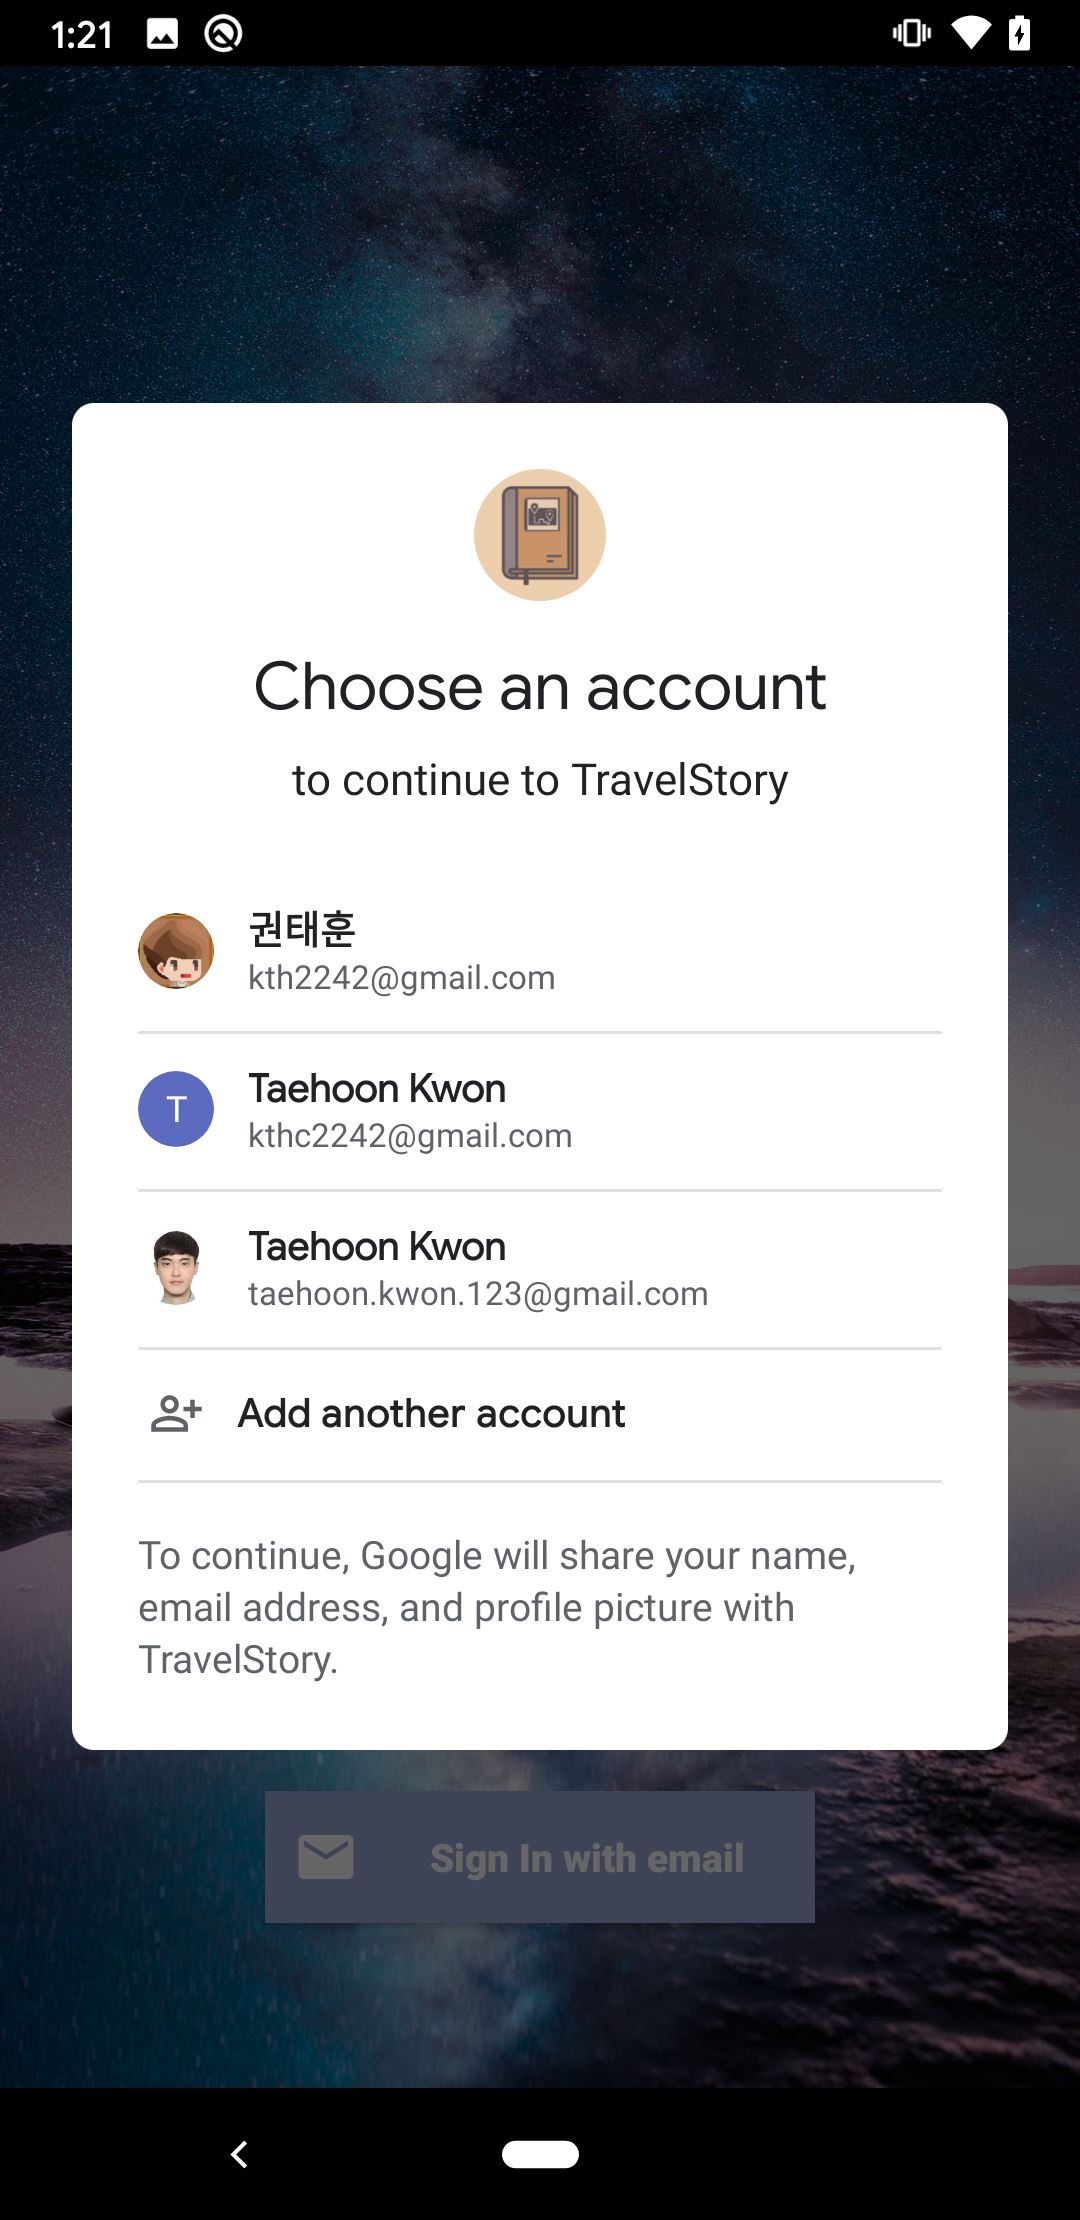 1:21
Choose an account
to continue to TravelStory
권태훈
kth2242@gmail.com
T
Taehoon Kwon
kthc2242@gmail.com
Taehoon Kwon
taehoon.kwon.123@gmail.com
Add another account
To continue, Google will share your name,
email address, and profile picture with
TravelStory.
Sign In with email